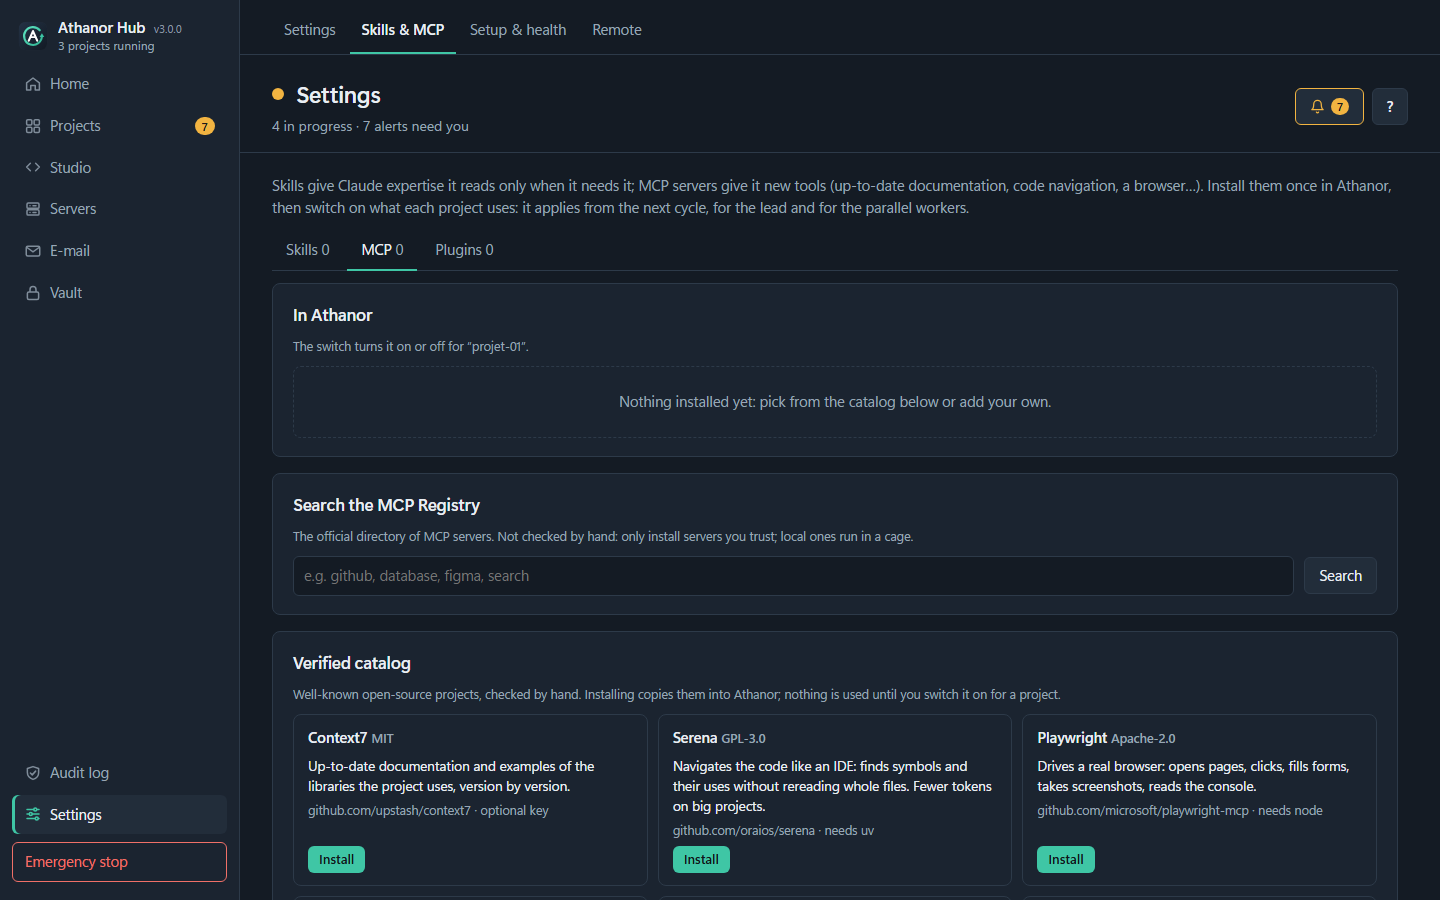 Athanor Hub v3.0.0
3 projects running
Home
Projects 7
Studio
Servers
E-mail
Vault
Audit log
Settings
Emergency stop
Settings Skills & MCP Setup & health Remote
Settings
4 in progress · 7 alerts need you
7
?
Skills give Claude expertise it reads only when it needs it; MCP servers give it new tools (up-to-date documentation, code navigation, a browser...). Install them once in Athanor,
then switch on what each project uses: it applies from the next cycle, for the lead and for the parallel workers.
Skills 0 MCP 0 Plugins 0
In Athanor
The switch turns it on or off for "projet-01".
Nothing installed yet: pick from the catalog below or add your own.
Search the MCP Registry
The official directory of MCP servers. Not checked by hand: only install servers you trust; local ones run in a cage.
e.g. github, database, figma, search
Search
Verified catalog
Well-known open-source projects, checked by hand. Installing copies them into Athanor; nothing is used until you switch it on for a project.
Context7 MIT
Up-to-date documentation and examples of the
libraries the project uses, version by version.
github.com/upstash/context7 · optional key
Install
Serena GPL-3.0
Navigates the code like an IDE: finds symbols and
their uses without rereading whole files. Fewer tokens
on big projects.
github.com/oraios/serena · needs uv
Install
Playwright Apache-2.0
Drives a real browser: opens pages, clicks, fills forms,
takes screenshots, reads the console.
github.com/microsoft/playwright-mcp · needs node
Install